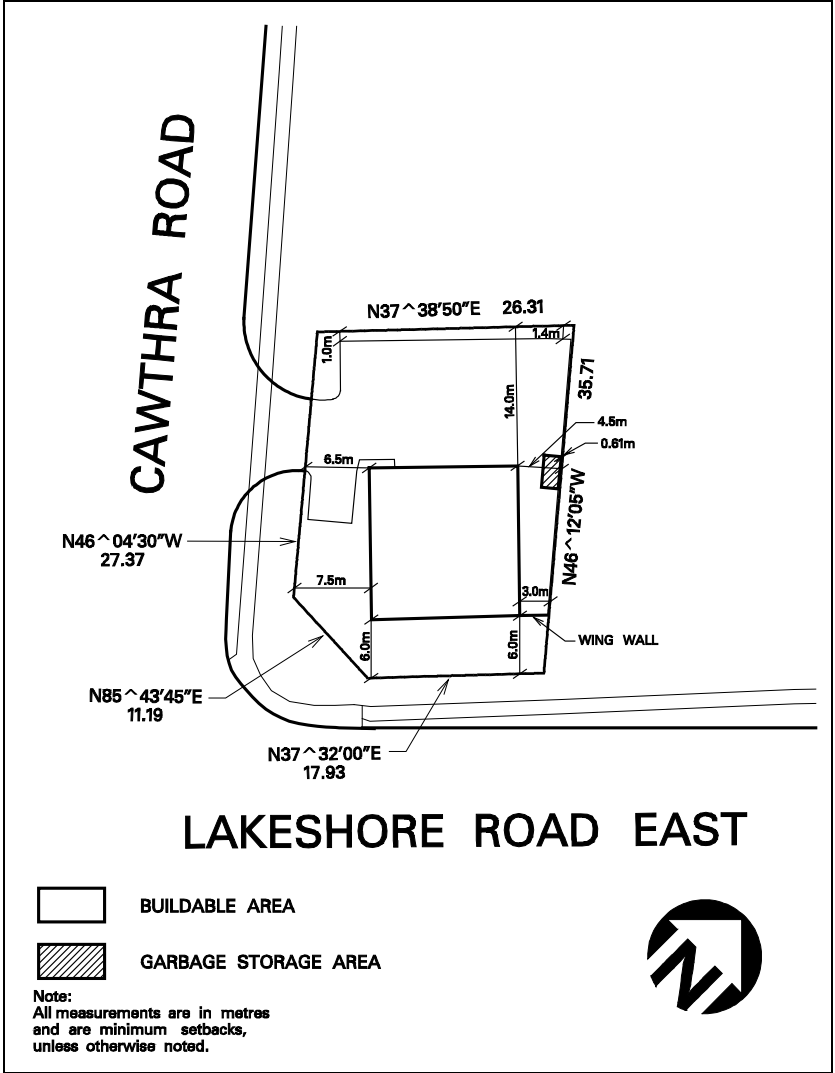 CAWTHRA ROAD
N37^38'50"E 26.31
1.0m
1.4m
35.71
14.0m
4.5m
0.61m
6.5m
N46^12'05"W
N46^04'30"W
27.37
7.5m
3.0m
WING WALL
6.0m
6.0m
N85^43'45"E
11.19
N37^32'00"E
17.93
LAKESHORE ROAD EAST
BUILDABLE AREA
GARBAGE STORAGE AREA
N
Note:
All measurements are in metres
and are minimum setbacks,
unless otherwise noted.